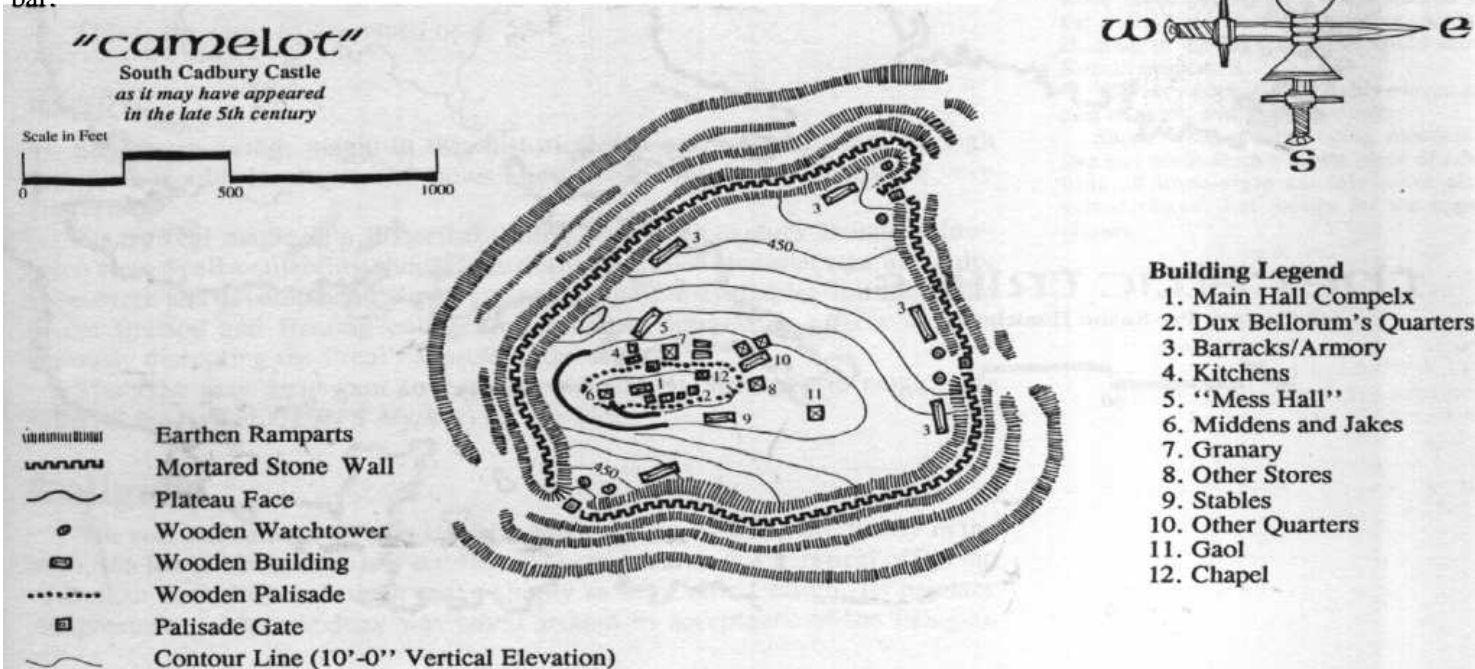 bar.
"camelot"
South Cadbury Castle
as it may have appeared
in the late 5th century
Scale in Feet
0 500 1000
W e
S
3
450
3
3
5
7
10
12
6
1
2
8
11
9
3
450
Earthen Ramparts
Mortared Stone Wall
Plateau Face
Wooden Watchtower
Wooden Building
Wooden Palisade
Palisade Gate
Contour Line (10'-0" Vertical Elevation)
Building Legend
1. Main Hall Compelx
2. Dux Bellorum's Quarters
3. Barracks/Armory
4. Kitchens
5. "Mess Hall"
6. Middens and Jakes
7. Granary
8. Other Stores
9. Stables
10. Other Quarters
11. Gaol
12. Chapel